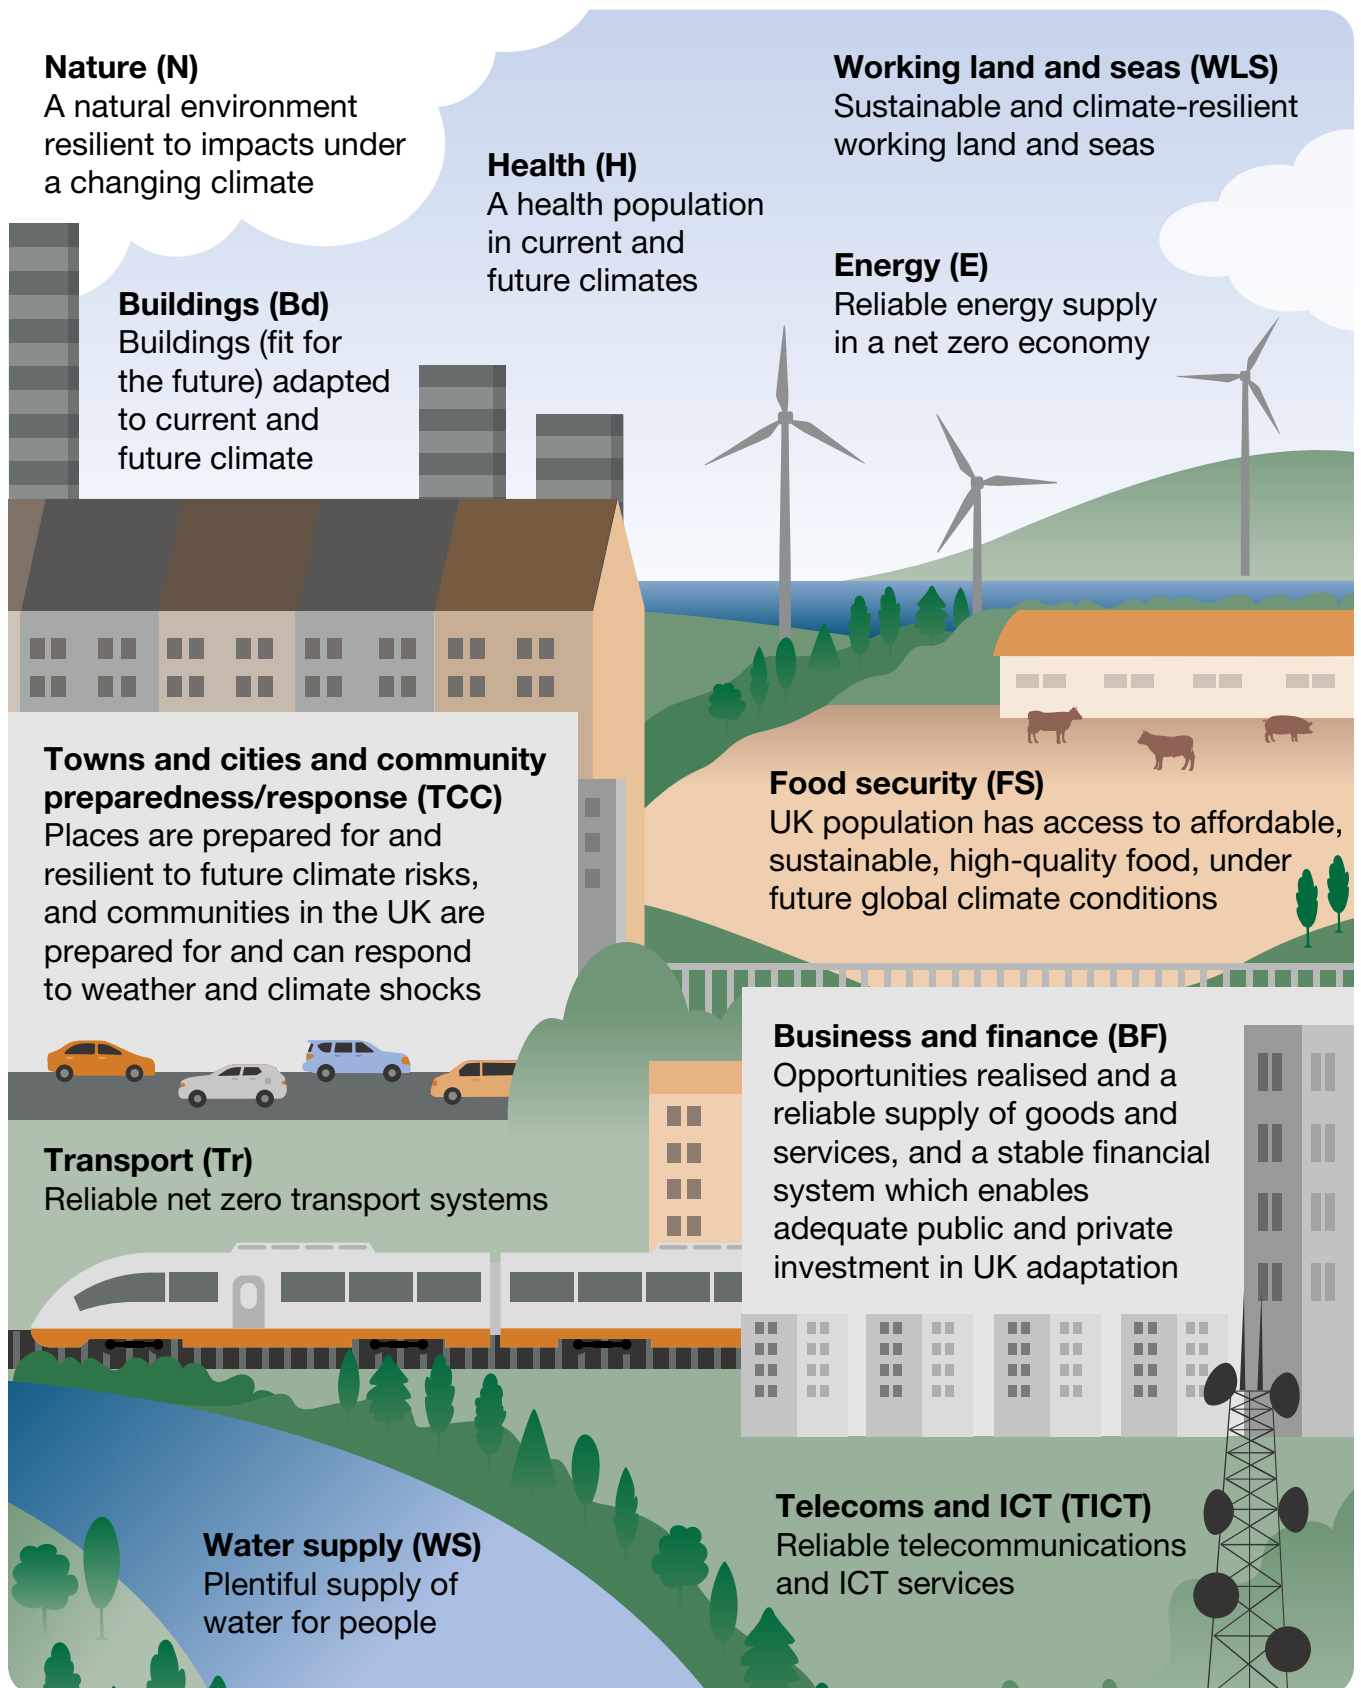 Nature (N)
A natural environment
resilient to impacts under
a changing climate
Working land and seas (WLS)
Sustainable and climate-resilient
working land and seas
Health (H)
A health population
in current and
future climates
Energy (E)
Reliable energy supply
in a net zero economy
Buildings (Bd)
Buildings (fit for
the future) adapted
to current and
future climate
Towns and cities and community
preparedness/response (TCC)
Places are prepared for and
resilient to future climate risks,
and communities in the UK are
prepared for and can respond
to weather and climate shocks
Food security (FS)
UK population has access to affordable,
sustainable, high-quality food, under
future global climate conditions
Business and finance (BF)
Opportunities realised and a
reliable supply of goods and
services, and a stable financial
system which enables
adequate public and private
investment in UK adaptation
Transport (Tr)
Reliable net zero transport systems
Telecoms and ICT (TICT)
Reliable telecommunications
and ICT services
Water supply (WS)
Plentiful supply of
water for people